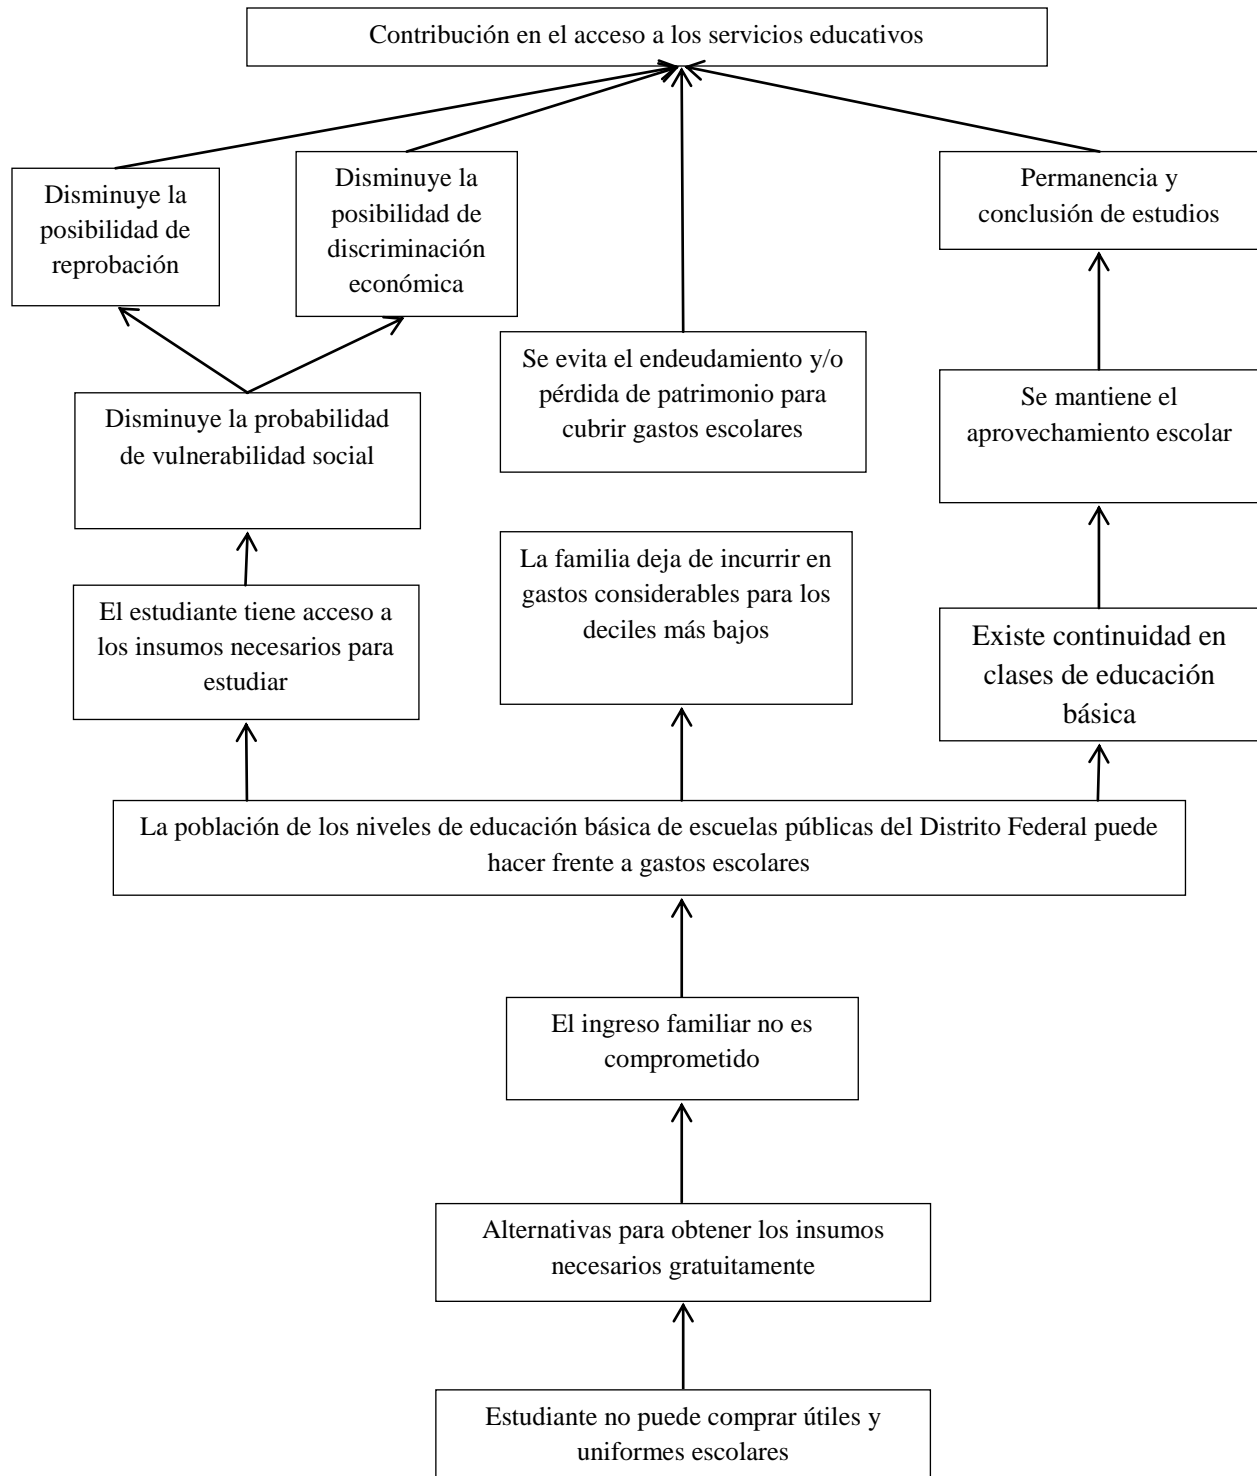 Contribución en el acceso a los servicios educativos
Disminuye la
posibilidad de
reprobación
Disminuye la
posibilidad de
discriminación
económica
Permanencia y
conclusión de estudios
Se evita el endeudamiento y/o
pérdida de patrimonio para
cubrir gastos escolares
Disminuye la probabilidad
de vulnerabilidad social
Se mantiene el
aprovechamiento escolar
La familia deja de incurrir en
gastos considerables para los
deciles más bajos
El estudiante tiene acceso a
los insumos necesarios para
estudiar
Existe continuidad en
clases de educación
básica
La población de los niveles de educación básica de escuelas públicas del Distrito Federal puede
hacer frente a gastos escolares
El ingreso familiar no es
comprometido
Alternativas para obtener los insumos
necesarios gratuitamente
Estudiante no puede comprar útiles y
uniformes escolares